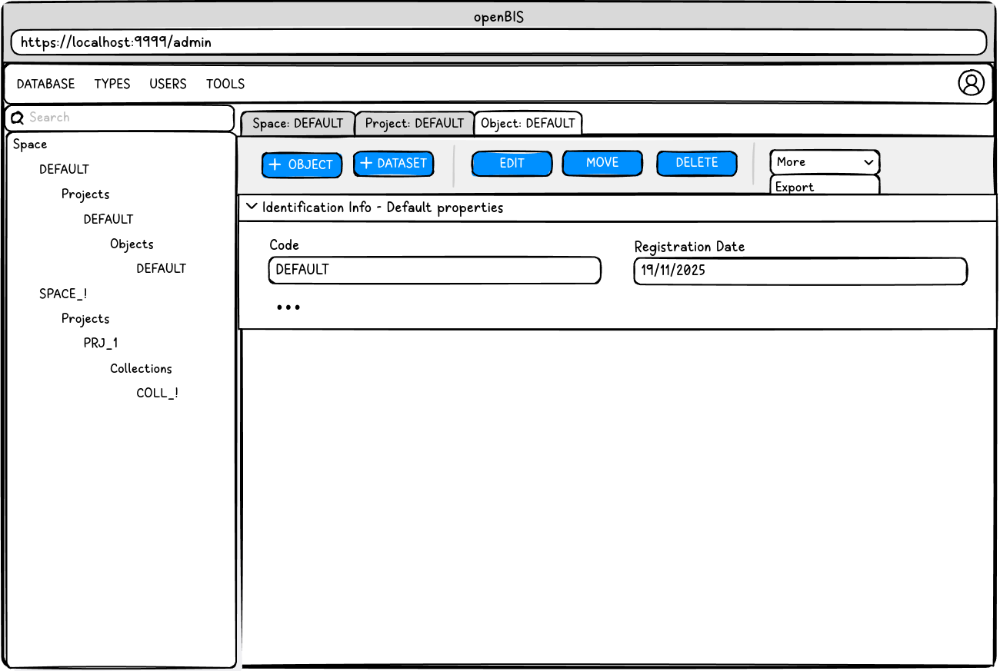 openBIS
https://localhost:9999/admin
DATABASE TYPES USERS TOOLS
Search
Space: DEFAULT Project: DEFAULT Object: DEFAULT
Space
DEFAULT
Projects
DEFAULT
Objects
DEFAULT
SPACE_!
Projects
PRJ_1
Collections
COLL_!
+ OBJECT + DATASET EDIT MOVE DELETE More
Export
Identification Info - Default properties
Code Registration Date
DEFAULT 19/11/2025
...